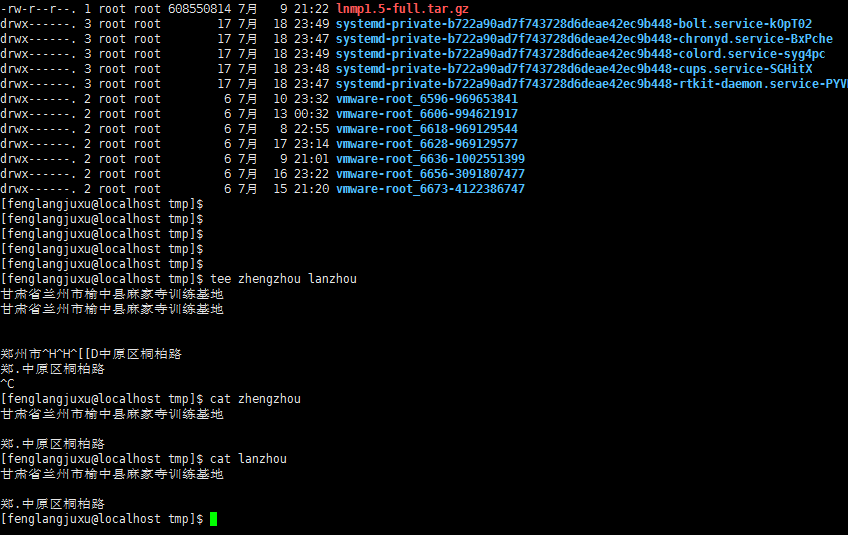 -rw-r--r--. 1 root root 608550814 7月   9 21:22 lnmp1.5-full.tar.gz
drwx------. 3 root root        17 7月  18 23:49 systemd-private-b722a90ad7f743728d6deae42ec9b448-bolt.service-kOpT02
drwx------. 3 root root        17 7月  18 23:47 systemd-private-b722a90ad7f743728d6deae42ec9b448-chronyd.service-BxPche
drwx------. 3 root root        17 7月  18 23:49 systemd-private-b722a90ad7f743728d6deae42ec9b448-colord.service-syg4pc
drwx------. 3 root root        17 7月  18 23:48 systemd-private-b722a90ad7f743728d6deae42ec9b448-cups.service-SGHitX
drwx------. 3 root root        17 7月  18 23:47 systemd-private-b722a90ad7f743728d6deae42ec9b448-rtkit-daemon.service-PYV
drwx------. 2 root root         6 7月  10 23:32 vmware-root_6596-969653841
drwx------. 2 root root         6 7月  13 00:32 vmware-root_6606-994621917
drwx------. 2 root root         6 7月   8 22:55 vmware-root_6618-969129544
drwx------. 2 root root         6 7月  17 23:14 vmware-root_6628-969129577
drwx------. 2 root root         6 7月   9 21:01 vmware-root_6636-1002551399
drwx------. 2 root root         6 7月  16 23:22 vmware-root_6656-3091807477
drwx------. 2 root root         6 7月  15 21:20 vmware-root_6673-4122386747
[fenglangjuxu@localhost tmp]$
[fenglangjuxu@localhost tmp]$
[fenglangjuxu@localhost tmp]$
[fenglangjuxu@localhost tmp]$
[fenglangjuxu@localhost tmp]$
[fenglangjuxu@localhost tmp]$ tee zhengzhou lanzhou
甘肃省兰州市榆中县麻家寺训练基地
甘肃省兰州市榆中县麻家寺训练基地
郑州市^H^H^[[D中原区桐柏路
郑.中原区桐柏路
^C
[fenglangjuxu@localhost tmp]$ cat zhengzhou
甘肃省兰州市榆中县麻家寺训练基地
郑.中原区桐柏路
[fenglangjuxu@localhost tmp]$ cat lanzhou
甘肃省兰州市榆中县麻家寺训练基地
郑.中原区桐柏路
[fenglangjuxu@localhost tmp]$